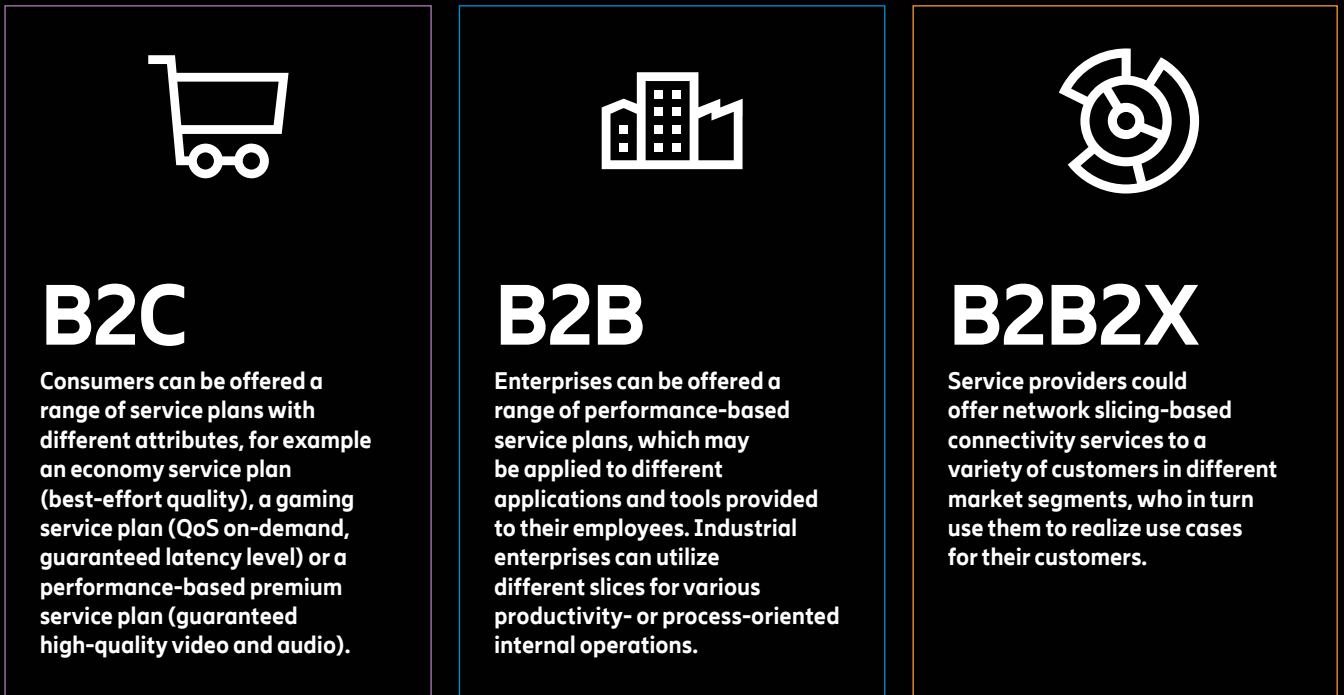 B2C
Consumers can be offered a
range of service plans with
different attributes, for example
an economy service plan
(best-effort quality), a gaming
service plan (QoS on-demand,
guaranteed latency level) or a
performance-based premium
service plan (guaranteed
high-quality video and audio).
B2B
Enterprises can be offered a
range of performance-based
service plans, which may
be applied to different
applications and tools provided
to their employees. Industrial
enterprises can utilize
different slices for various
productivity- or process-oriented
internal operations.
B2B2X
Service providers could
offer network slicing-based
connectivity services to a
variety of customers in different
market segments, who in turn
use them to realize use cases
for their customers.